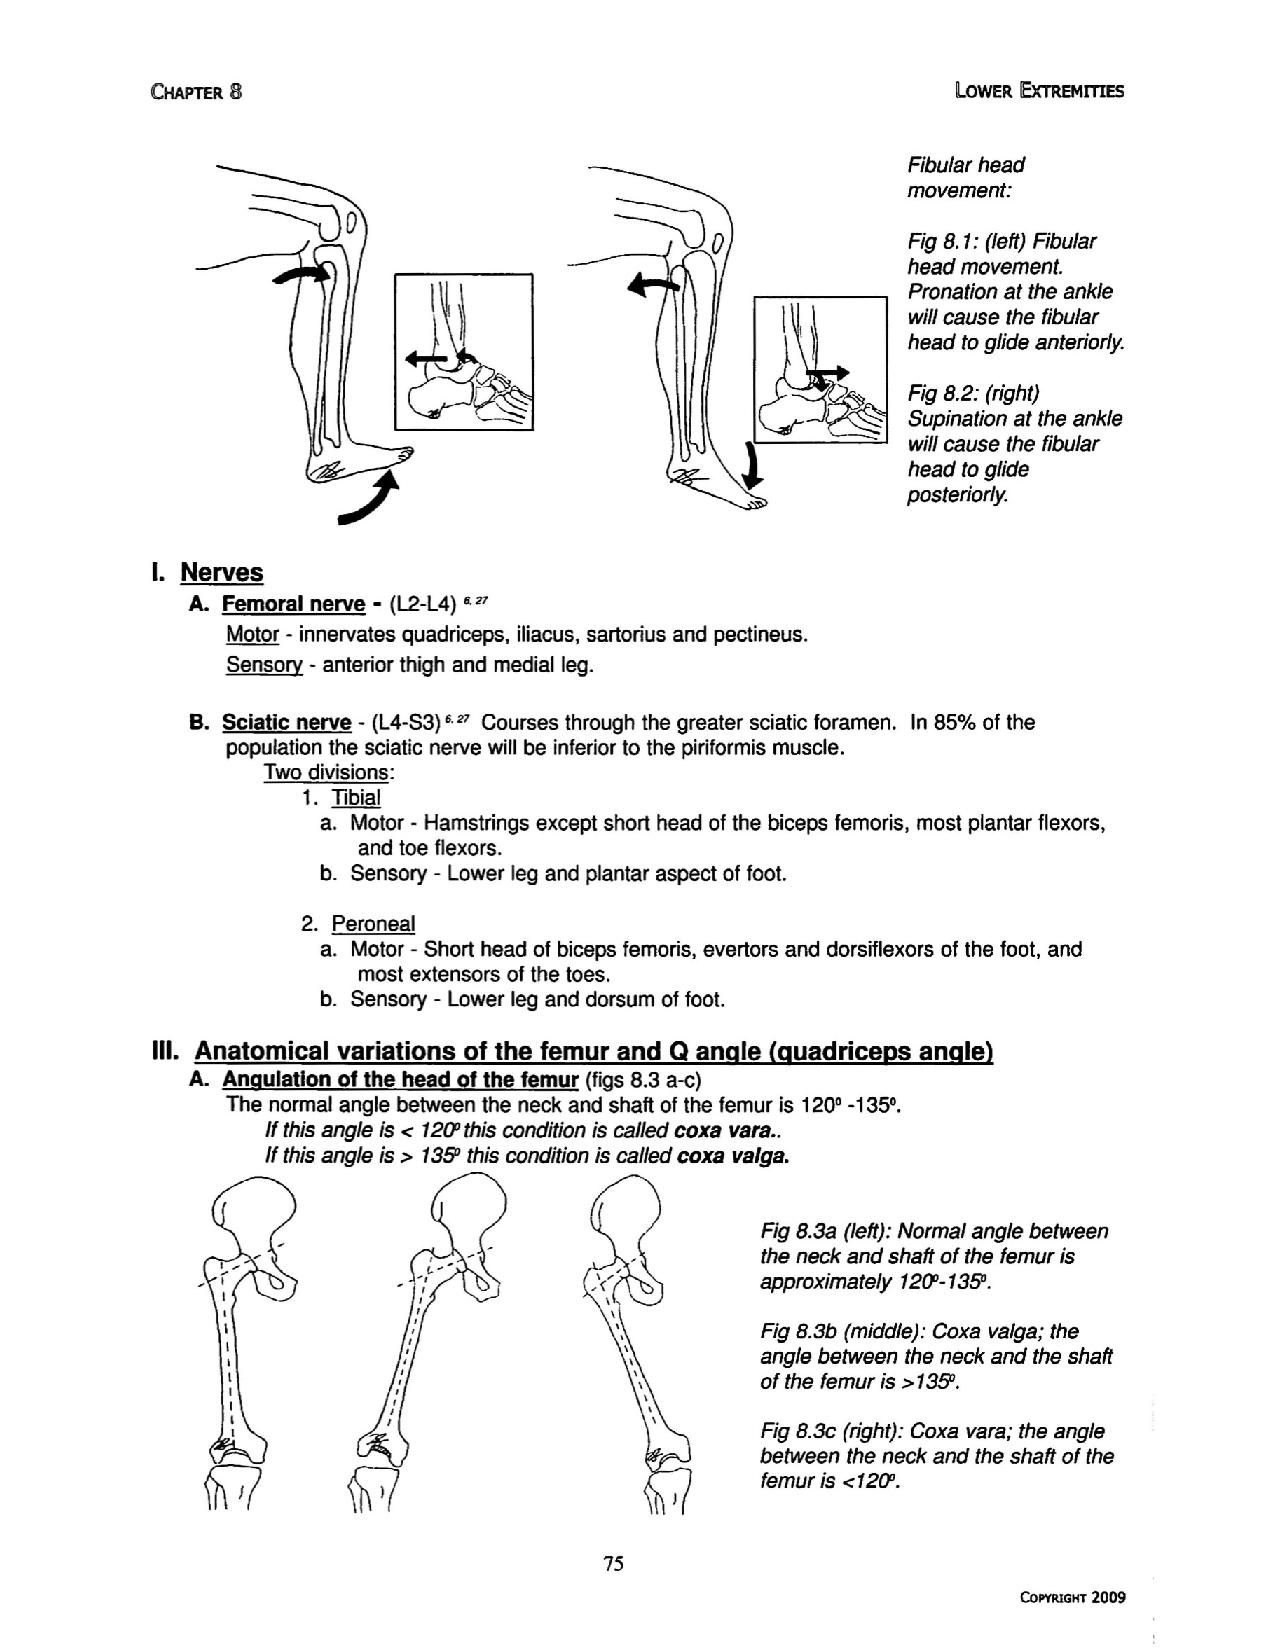 CHAPTER 8
LOWER EXTREMITIES
Fibular head
movement:
Fig 8.1: (left) Fibular
head movement.
Pronation at the ankle
will cause the fibular
head to glide anteriorly.
Fig 8.2: (right)
Supination at the ankle
will cause the fibular
head to glide
posteriorly.
I. Nerves
A. Femoral nerve - (L2-L4) 6, 27
Motor - innervates quadriceps, iliacus, sartorius and pectineus.
Sensory - anterior thigh and medial leg.
B. Sciatic nerve - (L4-S3) 6, 27 Courses through the greater sciatic foramen. In 85% of the
population the sciatic nerve will be inferior to the piriformis muscle.
Two divisions:
1. Tibial
a. Motor - Hamstrings except short head of the biceps femoris, most plantar flexors,
and toe flexors.
b. Sensory - Lower leg and plantar aspect of foot.
2. Peroneal
a. Motor - Short head of biceps femoris, evertors and dorsiflexors of the foot, and
most extensors of the toes.
b. Sensory - Lower leg and dorsum of foot.
III. Anatomical variations of the femur and Q angle (quadriceps angle)
A. Angulation of the head of the femur (figs 8.3 a-c)
The normal angle between the neck and shaft of the femur is 120º -135º.
If this angle is < 120º this condition is called coxa vara..
If this angle is > 135º this condition is called coxa valga.
Fig 8.3a (left): Normal angle between
the neck and shaft of the femur is
approximately 120º-135º.
Fig 8.3b (middle): Coxa valga; the
angle between the neck and the shaft
of the femur is >135º.
Fig 8.3c (right): Coxa vara; the angle
between the neck and the shaft of the
femur is <120º.
75
COPYRIGHT 2009